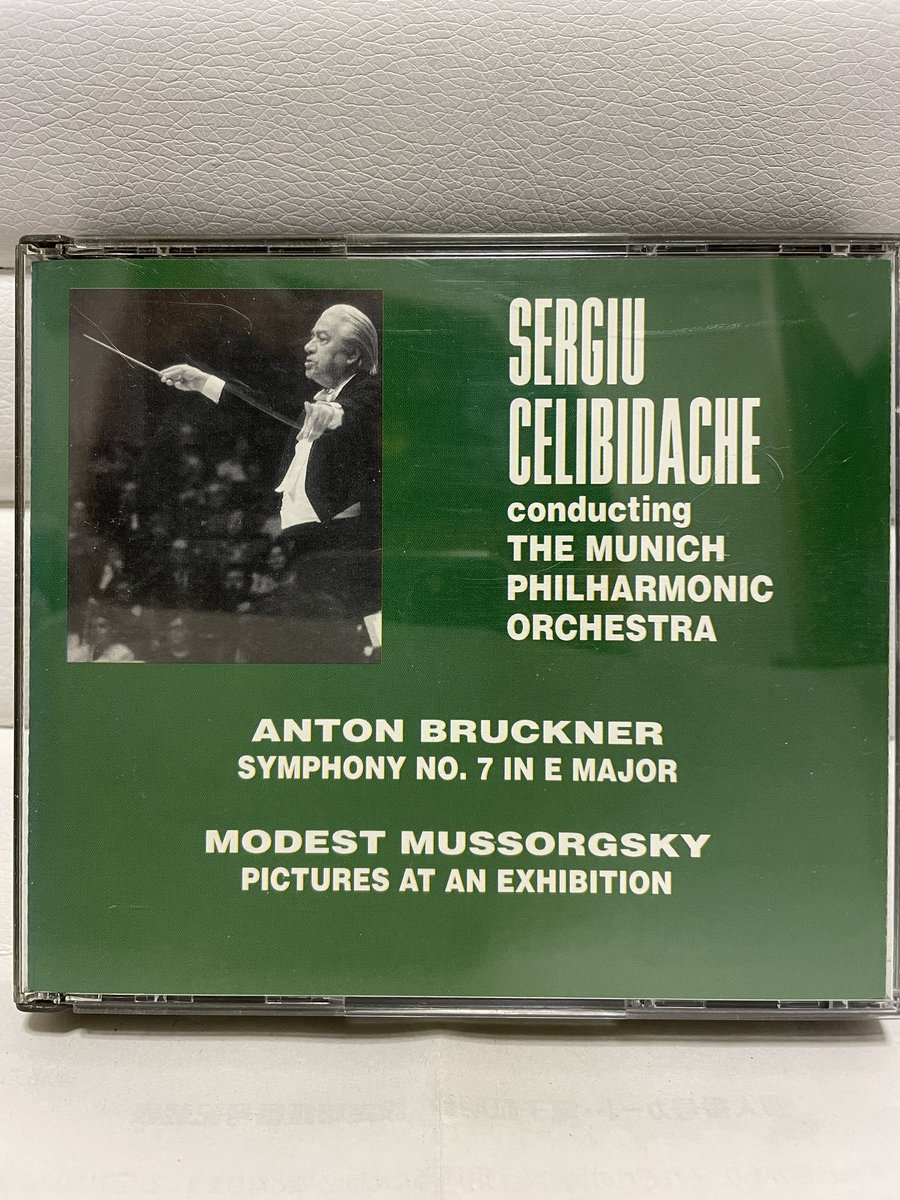 SERGIU
CELIBIDACHE
conducting
THE MUNICH
PHILHARMONIC
ORCHESTRA
ANTON BRUCKNER
SYMPHONY NO. 7 IN E MAJOR
MODEST MUSSORGSKY
PICTURES AT AN EXHIBITION